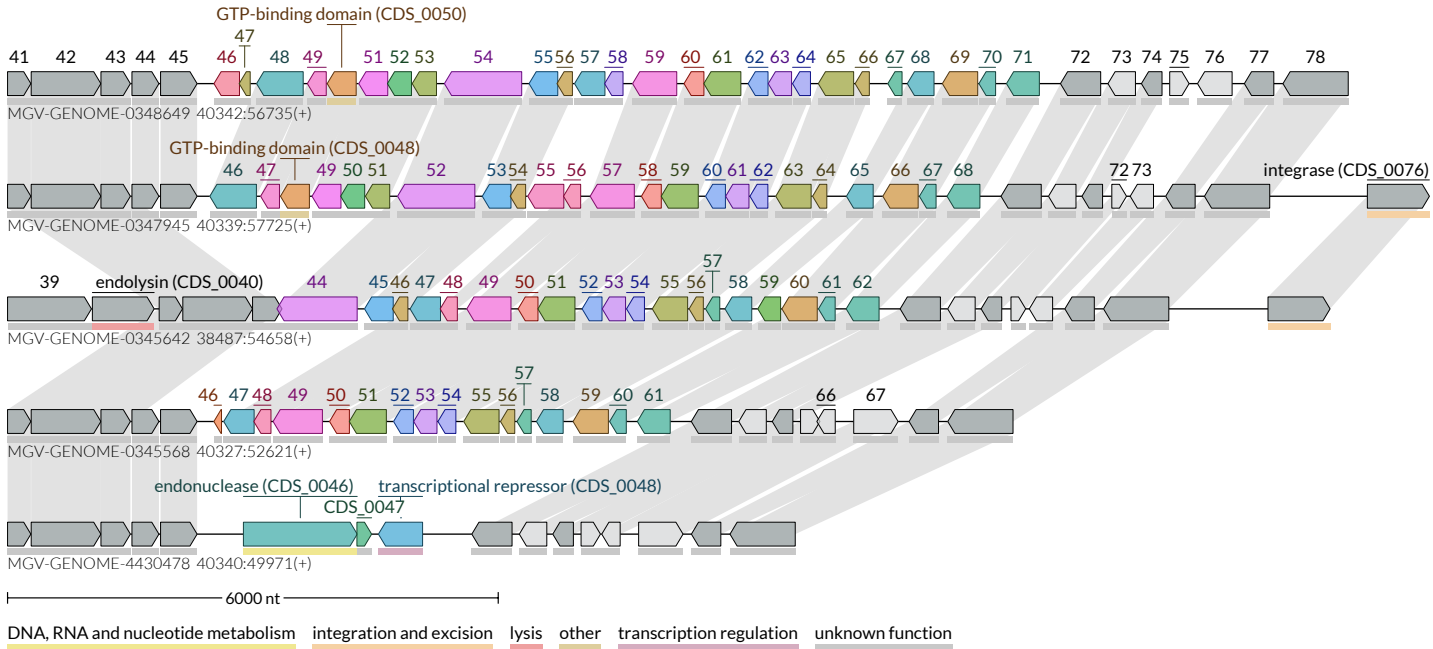 GTP-binding domain (CDS_0050)
47
41 42 43 44 45 46 48 49 51 52 53 54 55 56 57 58 59 60 61 62 63 64 65 66 67 68 69 70 71 72 73 74 75 76 77 78
MGV-GENOME-0348649 40342:56735(+)
GTP-binding domain (CDS_0048)
46 47 49 50 51 52 53 54 55 56 57 58 59 60 61 62 63 64 65 66 67 68 72 73 integrase (CDS_0076)
MGV-GENOME-0347945 40339:57725(+)
57
39 endolysin (CDS_0040) 44 45 46 47 48 49 50 51 52 53 54 55 56 58 59 60 61 62
MGV-GENOME-0345642 38487:54658(+)
57
46 47 48 49 50 51 52 53 54 55 56 58 59 60 61 66 67
MGV-GENOME-0345568 40327:52621(+)
endonuclease (CDS_0046) transcriptional repressor (CDS_0048)
CDS_0047
MGV-GENOME-4430478 40340:49971(+)
6000 nt
DNA, RNA and nucleotide metabolism integration and excision lysis other transcription regulation unknown function